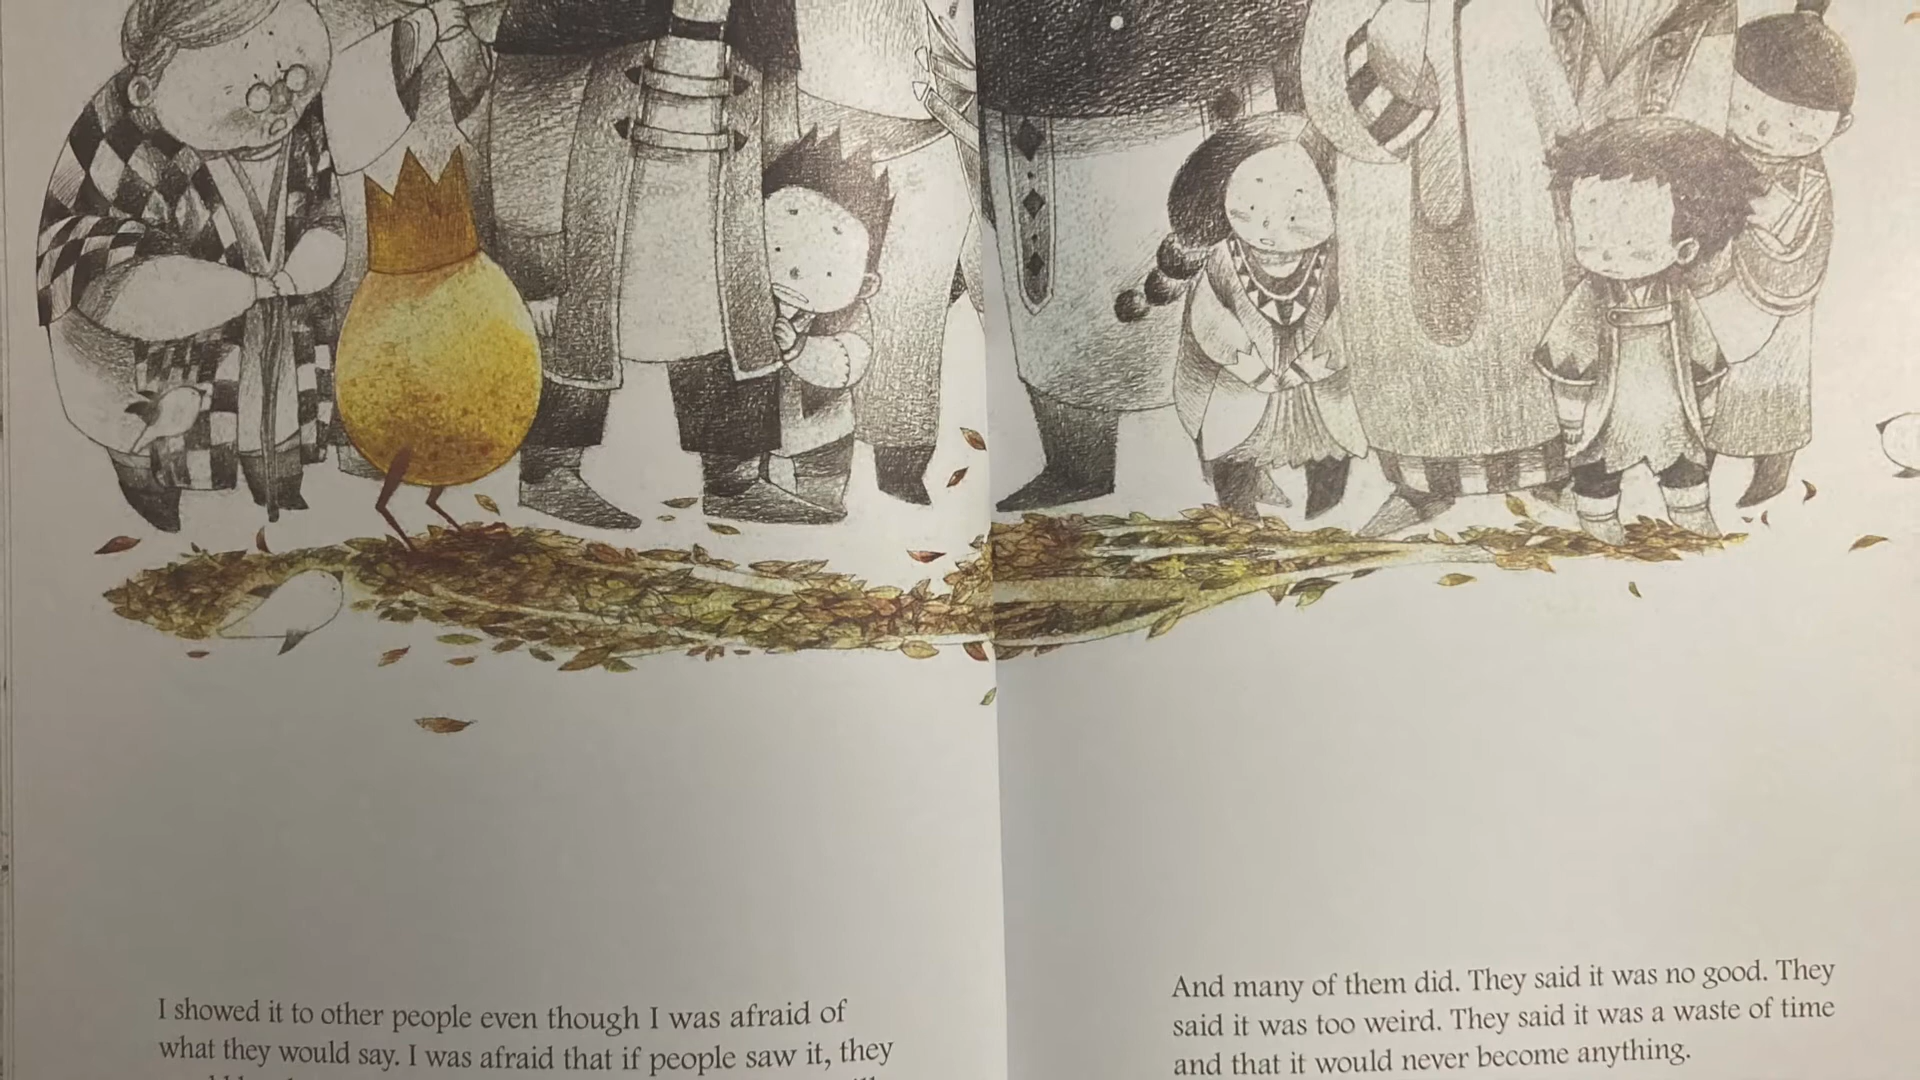 I showed it to other people even though I was afraid of
what they would say. I was afraid that if people saw it, they
And many of them did. They said it was no good. They
said it was too weird. They said it was a waste of time
and that it would never become anything.